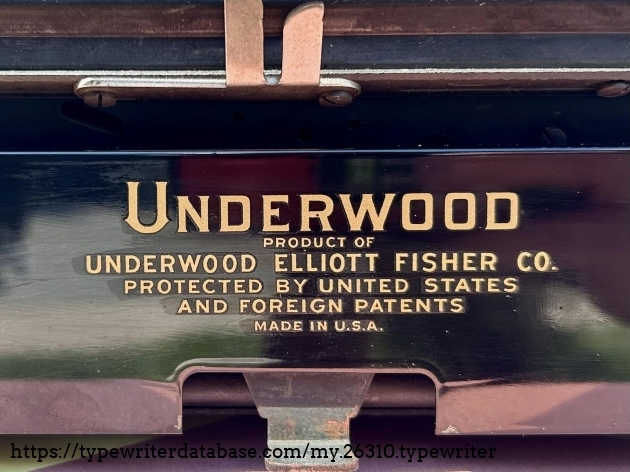 UNDERWOOD
PRODUCT OF
UNDERWOOD ELLIOTT FISHER CO.
PROTECTED BY UNITED STATES
AND FOREIGN PATENTS
MADE IN U.S.A.
https://typewriterdatabase.com/my.26310.typewriter